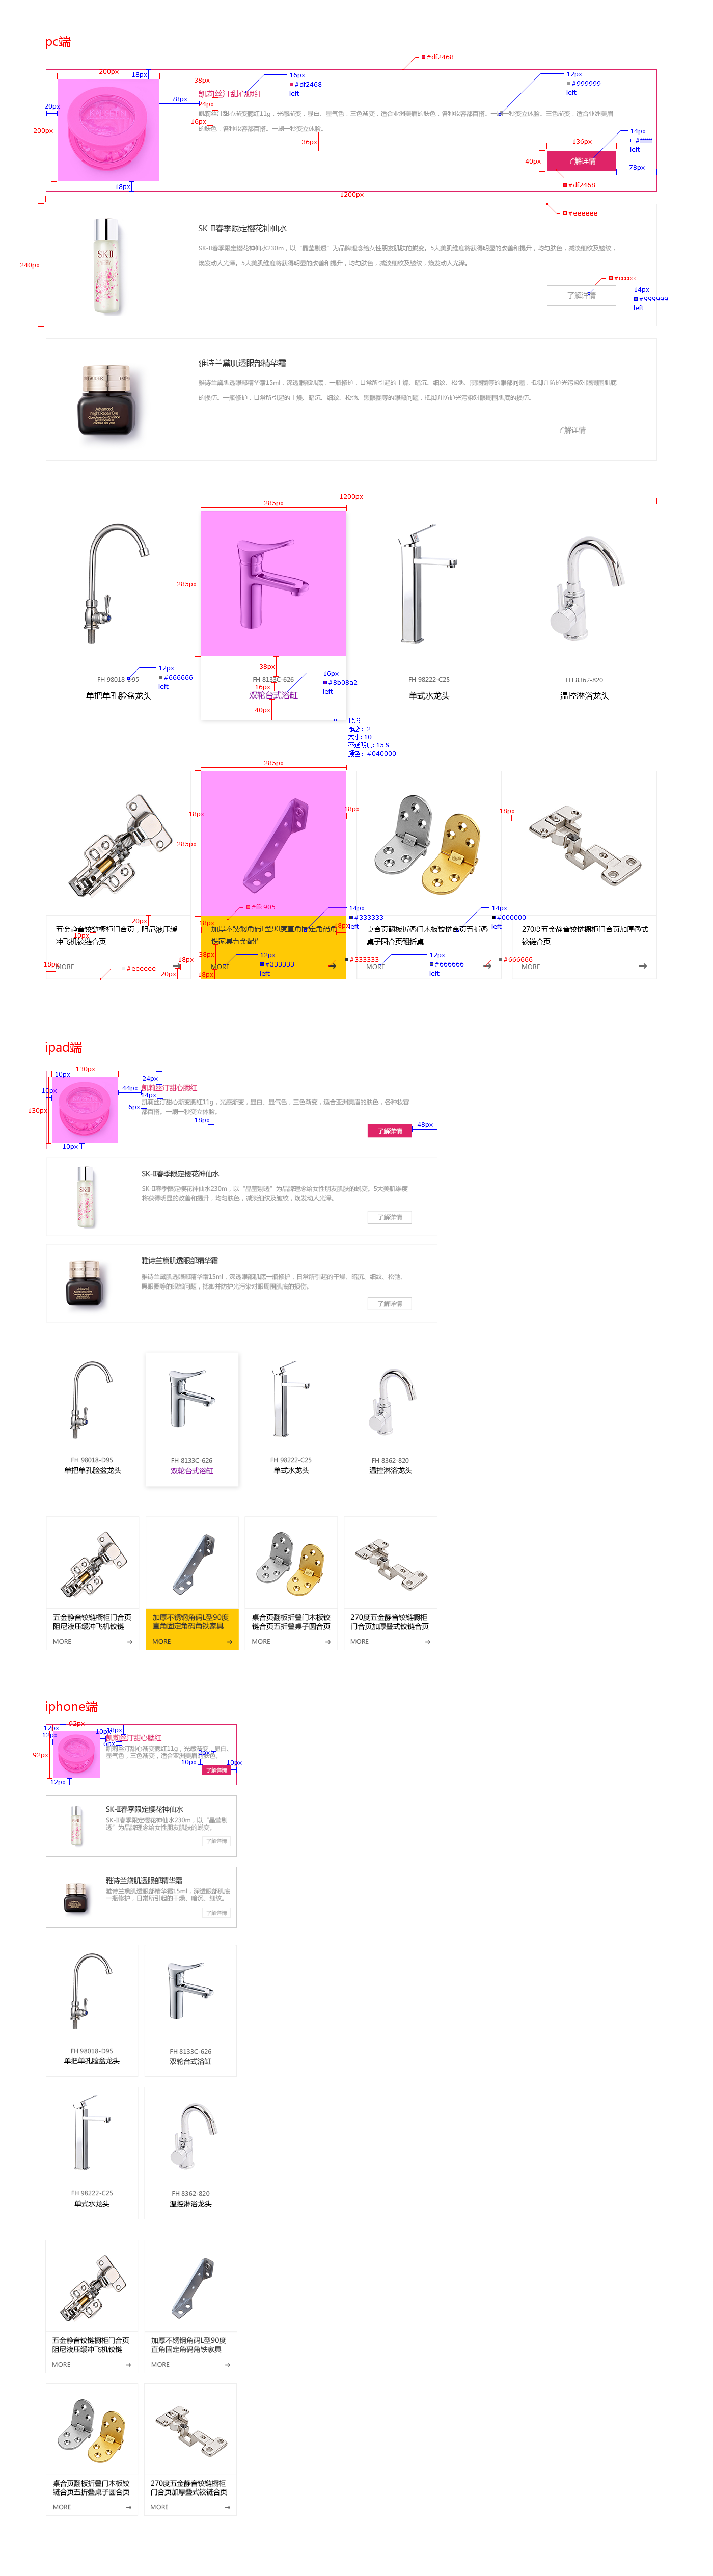 pc端
#df2468
200px
18px
38px
16px
#df2468
left
12px
#999999
left
凯莉丝汀甜心腮红
20px
78px
24px
凯莉丝汀甜心渐变腮红11g，光感渐变，显白、显气色，三色渐变，适合亚洲美眉的肤色，各种妆容都百搭。一刷一秒变立体脸。三色渐变，适合亚洲美眉
的肤色，各种妆容都百搭。一刷一秒变立体脸。
16px
200px
36px
136px
14px
#ffffff
left
40px
了解详情
78px
18px
#df2468
1200px
#eeeeee
240px
SK-II春季限定樱花神仙水
SK-II春季限定樱花神仙水230m，以“晶莹剔透”为品牌理念给女性朋友肌肤的蜕变。5大美肌维度将获得明显的改善和提升，均匀肤色，减淡细纹及皱纹，
焕发动人光泽。5大美肌维度将获得明显的改善和提升，均匀肤色，减淡细纹及皱纹，焕发动人光泽。
#cccccc
了解详情
14px
#999999
left
雅诗兰黛肌透眼部精华霜
雅诗兰黛肌透眼部精华霜15ml，深透眼部肌底，一瓶修护，日常所引起的干燥、暗沉、细纹、松弛、黑眼圈等的眼部问题，抵御并防护光污染对眼周围肌底
的损伤。一瓶修护，日常所引起的干燥、暗沉、细纹、松弛、黑眼圈等的眼部问题，抵御并防护光污染对眼周围肌底的损伤。
了解详情
1200px
285px
285px
38px
12px
#666666
left
FH 98018-D95
单把单孔脸盆龙头
FH 8133C-626
16px
双轮台式浴缸
16px
#8b08a2
left
40px
FH 98222-C25
单式水龙头
FH 8362-820
温控淋浴龙头
投影
距离：2
大小:10
不透明度:15%
颜色：#040000
285px
18px
285px
18px
18px
#ffc905
14px
#333333
left
14px
#000000
left
20px
五金静音铰链橱柜门合页，阻尼液压缓
冲飞机铰链合页
10px
18px
加厚不锈钢角码L型90度直角固定角码角
铁家具五金配件
18px
桌合页翻板折叠门木板铰链合页五折叠
桌子圆合页翻折桌
270度五金静音铰链橱柜门合页加厚叠式
铰链合页
18px
MORE
#eeeeee
18px
20px
38px
18px
MORE
12px
#333333
left
#333333
MORE
12px
#666666
left
#666666
MORE
ipad端
130px
10px
10px
24px
44px
凯莉丝汀甜心腮红
14px
凯莉丝汀甜心渐变腮红11g，光感渐变，显白、显气色，三色渐变，适合亚洲美眉的肤色，各种妆容
都百搭。一刷一秒变立体脸。
6px
130px
18px
48px
了解详情
10px
SK-II春季限定樱花神仙水
SK-II春季限定樱花神仙水230m，以“晶莹剔透”为品牌理念给女性朋友肌肤的蜕变。5大美肌维度
将获得明显的改善和提升，均匀肤色，减淡细纹及皱纹，焕发动人光泽。
了解详情
雅诗兰黛肌透眼部精华霜
雅诗兰黛肌透眼部精华霜15ml，深透眼部肌底一瓶修护，日常所引起的干燥、暗沉、细纹、松弛、
黑眼圈等的眼部问题，抵御并防护光污染对眼周围肌底的损伤。
了解详情
FH 98018-D95
单把单孔脸盆龙头
FH 8133C-626
双轮台式浴缸
FH 98222-C25
单式水龙头
FH 8362-820
温控淋浴龙头
五金静音铰链橱柜门合页
阻尼液压缓冲飞机铰链
MORE
加厚不锈钢角码L型90度
直角固定角码角铁家具
MORE
桌合页翻板折叠门木板铰
链合页五折叠桌子圆合页
MORE
270度五金静音铰链橱柜
门合页加厚叠式铰链合页
MORE
iphone端
92px
12px
12px
10px
18px
凯莉丝汀甜心腮红
6px
凯莉丝汀甜心渐变腮红11g，光感渐变，显白、
显气色，三色渐变，适合亚洲美眉的肤色。
92px
2px
10px
10px
了解详情
12px
SK-II春季限定樱花神仙水
SK-II春季限定樱花神仙水230m，以“晶莹剔
透”为品牌理念给女性朋友肌肤的蜕变。
了解详情
雅诗兰黛肌透眼部精华霜
雅诗兰黛肌透眼部精华霜15ml，深透眼部肌底
一瓶修护，日常所引起的干燥、暗沉、细纹。
了解详情
FH 98018-D95
单把单孔脸盆龙头
FH 8133C-626
双轮台式浴缸
FH 98222-C25
单式水龙头
FH 8362-820
温控淋浴龙头
五金静音铰链橱柜门合页
阻尼液压缓冲飞机铰链
MORE
加厚不锈钢角码L型90度
直角固定角码角铁家具
MORE
桌合页翻板折叠门木板铰
链合页五折叠桌子圆合页
MORE
270度五金静音铰链橱柜
门合页加厚叠式铰链合页
MORE